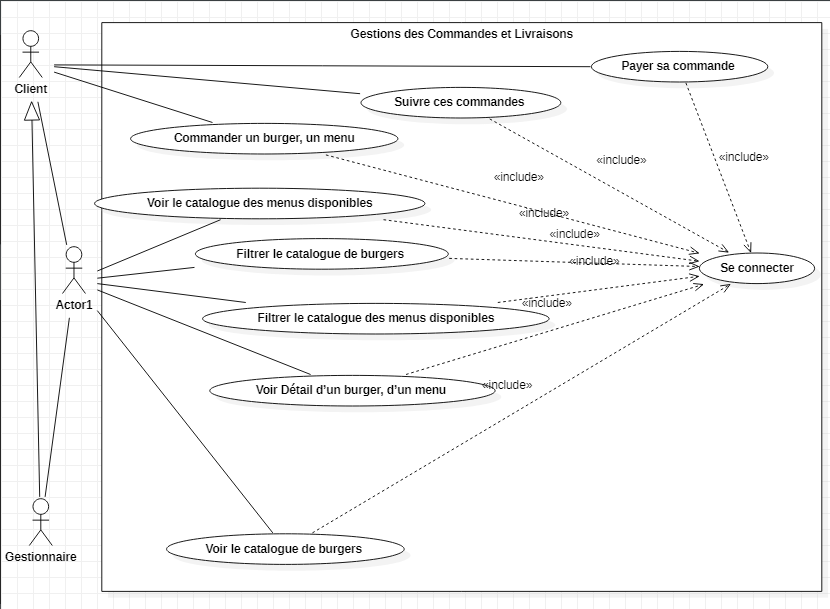 Gestions des Commandes et Livraisons
Client
Payer sa commande
Suivre ces commandes
Commander un burger, un menu
«include»
«include»
«include»
Voir le catalogue des menus disponibles
«include»
«include»
Filtrer le catalogue de burgers
«include»
Se connecter
Actor1
«include»
Filtrer le catalogue des menus disponibles
Voir Détail d'un burger, d'un menu
«include»
Voir le catalogue de burgers
Gestionnaire